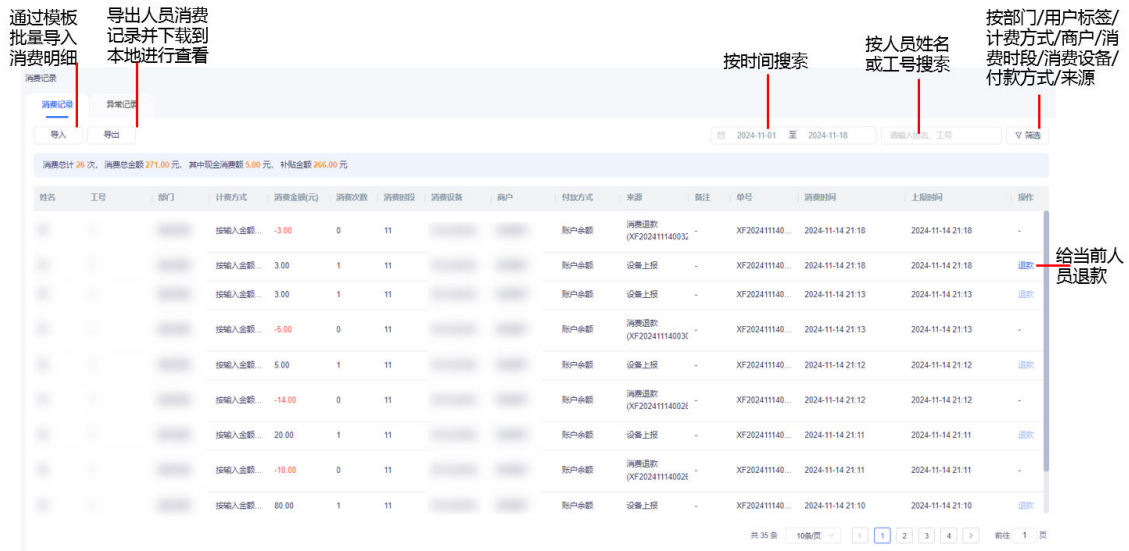 通过模板
批量导入
消费明细
导出人员消费
记录并下载到
本地进行查看
按时间搜索
按人员姓名
或工号搜索
按部门/用户标签/
计费方式/商户/消
费时段/消费设备/
付款方式/来源
消费记录
消费记录 异常记录
导入 导出 2024-11-01 至 2024-11-18 请输入姓名、工号 筛选
消费总计 26 次，消费总金额 271.00 元，其中现金消费额 5.00 元，补贴金额 266.00 元
姓名 工号 部门 计费方式 消费金额(元) 消费次数 消费时段 消费设备 商户 付款方式 来源 备注 单号 消费时间 上报时间 操作
按输入金额... -3.00 0 11 账户余额 消费退款 - XF202411140... 2024-11-14 21:18 2024-11-14 21:18 -
(XF20241114003
按输入金额... 3.00 1 11 账户余额 设备上报 - XF202411140... 2024-11-14 21:18 2024-11-14 21:18 退款
给当前人
员退款
按输入金额... 3.00 1 11 账户余额 设备上报 - XF202411140... 2024-11-14 21:13 2024-11-14 21:13 退款
按输入金额... -5.00 0 11 账户余额 消费退款 - XF202411140... 2024-11-14 21:13 2024-11-14 21:13 -
(XF20241114003
按输入金额... 5.00 1 11 账户余额 设备上报 - XF202411140... 2024-11-14 21:12 2024-11-14 21:12 退款
按输入金额... -14.00 0 11 账户余额 消费退款 - XF202411140... 2024-11-14 21:12 2024-11-14 21:12 -
(XF20241114002
按输入金额... 20.00 1 11 账户余额 设备上报 - XF202411140... 2024-11-14 21:11 2024-11-14 21:11 退款
按输入金额... -10.00 0 11 账户余额 消费退款 - XF202411140... 2024-11-14 21:11 2024-11-14 21:11 -
(XF20241114002
按输入金额... 80.00 1 11 账户余额 设备上报 - XF202411140... 2024-11-14 21:10 2024-11-14 21:10 退款
共 35 条 10条/页 < 1 2 3 4 > 前往 1 页